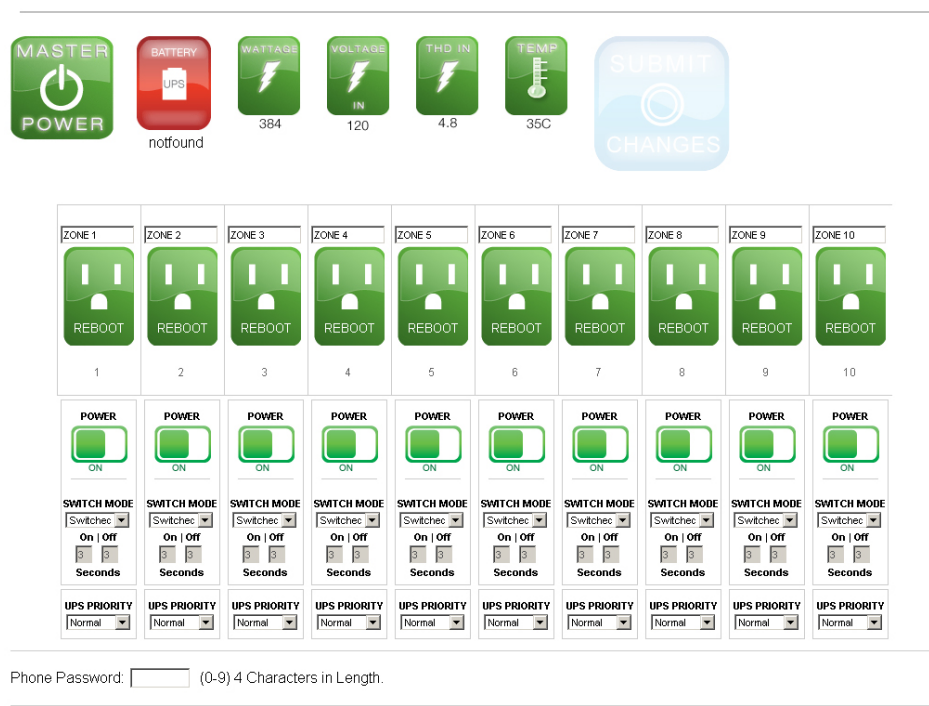 MASTER POWER
BATTERY UPS notfound
WATTAGE 384
VOLTAGE IN 120
THD IN 4.8
TEMP 35C
SUBMIT CHANGES
ZONE 1 ZONE 2 ZONE 3 ZONE 4 ZONE 5 ZONE 6 ZONE 7 ZONE 8 ZONE 9 ZONE 10
REBOOT REBOOT REBOOT REBOOT REBOOT REBOOT REBOOT REBOOT REBOOT REBOOT
1 2 3 4 5 6 7 8 9 10
POWER POWER POWER POWER POWER POWER POWER POWER POWER POWER
ON ON ON ON ON ON ON ON ON ON
SWITCH MODE SWITCH MODE SWITCH MODE SWITCH MODE SWITCH MODE SWITCH MODE SWITCH MODE SWITCH MODE SWITCH MODE SWITCH MODE
Switchec Switchec Switchec Switchec Switchec Switchec Switchec Switchec Switchec Switchec
On | Off On | Off On | Off On | Off On | Off On | Off On | Off On | Off On | Off On | Off
3 3 3 3 3 3 3 3 3 3 3 3 3 3 3 3 3 3 3 3
Seconds Seconds Seconds Seconds Seconds Seconds Seconds Seconds Seconds Seconds
UPS PRIORITY UPS PRIORITY UPS PRIORITY UPS PRIORITY UPS PRIORITY UPS PRIORITY UPS PRIORITY UPS PRIORITY UPS PRIORITY UPS PRIORITY
Normal Normal Normal Normal Normal Normal Normal Normal Normal Normal
Phone Password: (0-9) 4 Characters in Length.